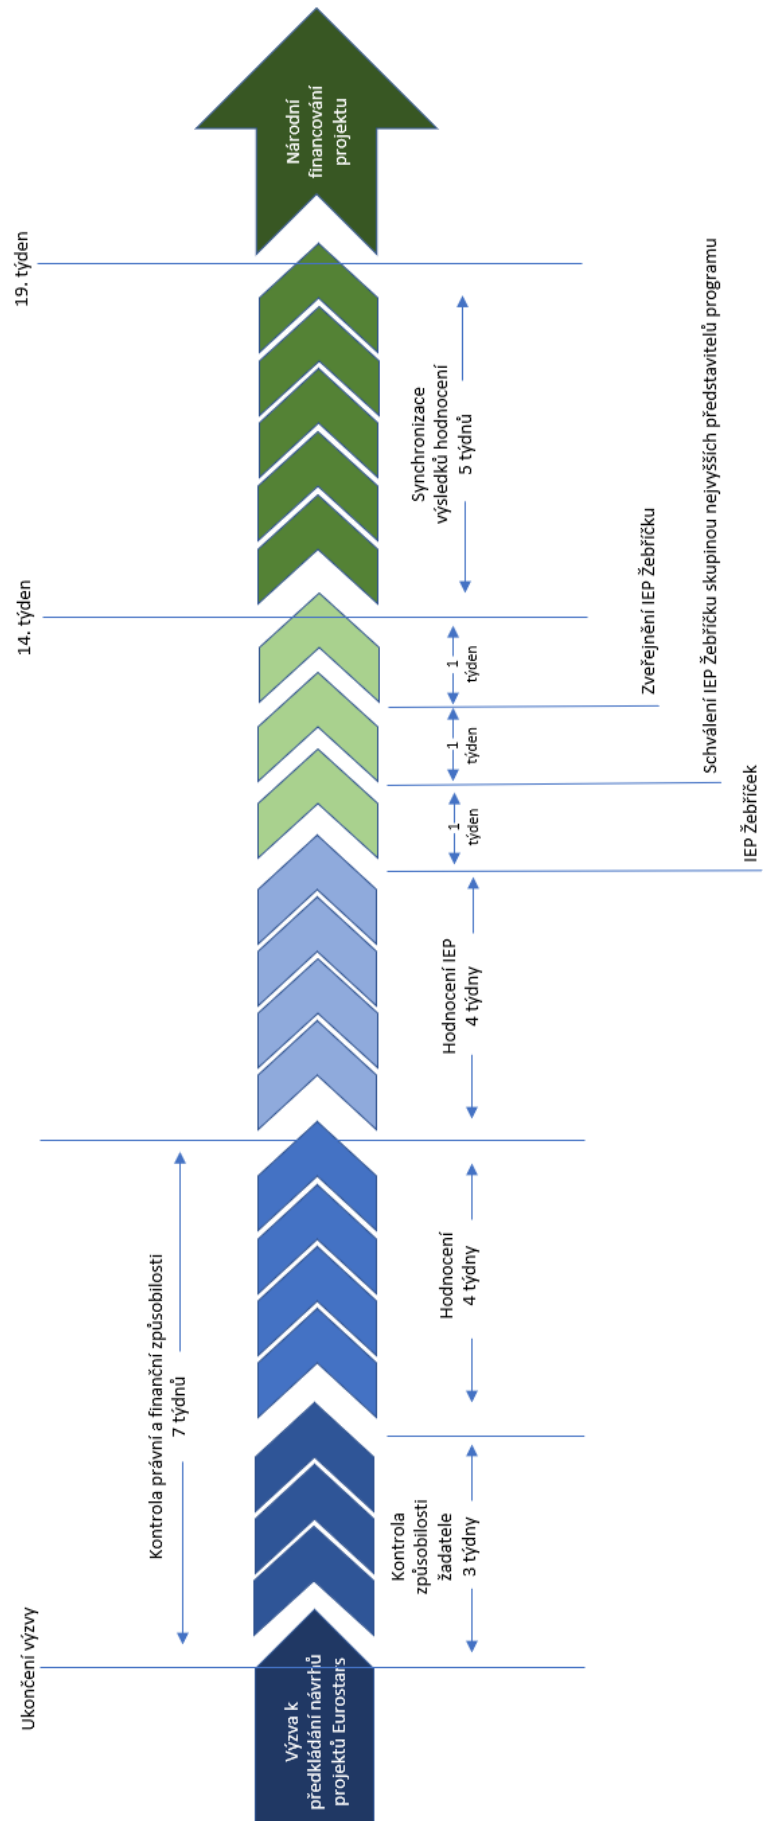 Ukončení výzvy
14. týden
19. týden
Kontrola právní a finanční způsobilosti
7 týdnů
Výzva k
předkládání návrhů
projektů Eurostars
Národní
financování
projektu
Kontrola
způsobilosti
žadatele
3 týdny
Hodnocení
4 týdny
Hodnocení IEP
4 týdny
1
týden
1
týden
1
týden
Synchronizace
výsledků hodnocení
5 týdnů
Zveřejnění IEP Žebříčku
Schválení IEP Žebříčku skupinou nejvyšších představitelů programu
IEP Žebříček